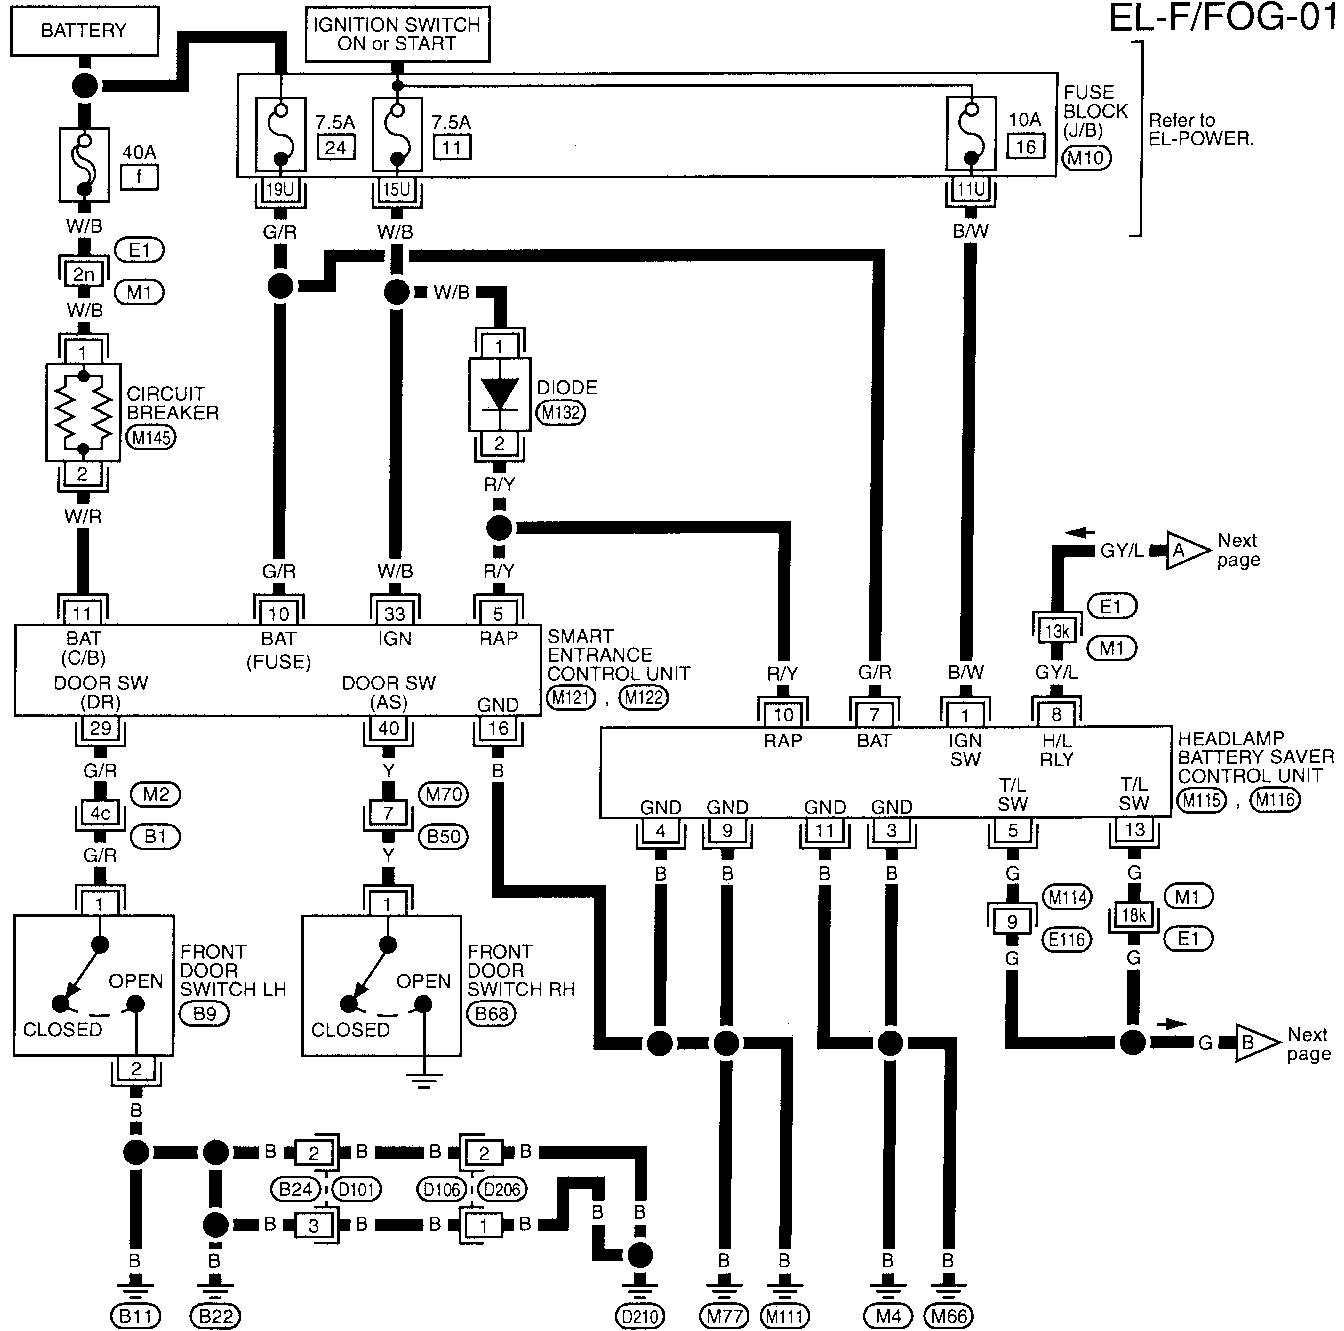 EL-F/FOG-01
BATTERY
IGNITION SWITCH
ON or START
FUSE
BLOCK
(J/B)
M10
Refer to
EL-POWER.
40A
f
7.5A
24
7.5A
11
10A
16
19U
15U
11U
W/B
G/R
W/B
B/W
E1
2n
M1
W/B
W/B
1
CIRCUIT
BREAKER
M145
2
W/R
1
DIODE
M132
2
R/Y
G/R
W/B
R/Y
GY/L
A
Next
page
E1
13k
M1
GY/L
11
10
33
5
BAT
(C/B)
BAT
(FUSE)
IGN
RAP
SMART
ENTRANCE
CONTROL UNIT
M121 , M122
DOOR SW
(DR)
DOOR SW
(AS)
GND
29
40
16
R/Y
G/R
B/W
10
7
1
8
RAP
BAT
IGN
SW
H/L
RLY
HEADLAMP
BATTERY SAVER
CONTROL UNIT
M115 , M116
GND
GND
GND
GND
T/L
SW
T/L
SW
4
9
11
3
5
13
G/R
Y
B
M2
4c
B1
M70
7
B50
G/R
Y
B
B
B
B
G
G
M114
9
E116
M1
18k
E1
G
G
1
1
FRONT
DOOR
SWITCH LH
B9
OPEN
CLOSED
FRONT
DOOR
SWITCH RH
B68
OPEN
CLOSED
G
B
Next
page
2
B
B
2
B
B
2
B
B24
D101
D106
D206
B
3
B
B
1
B
B
B
B
B
B
B
B
B
B11
B22
D210
M77
M111
M4
M66